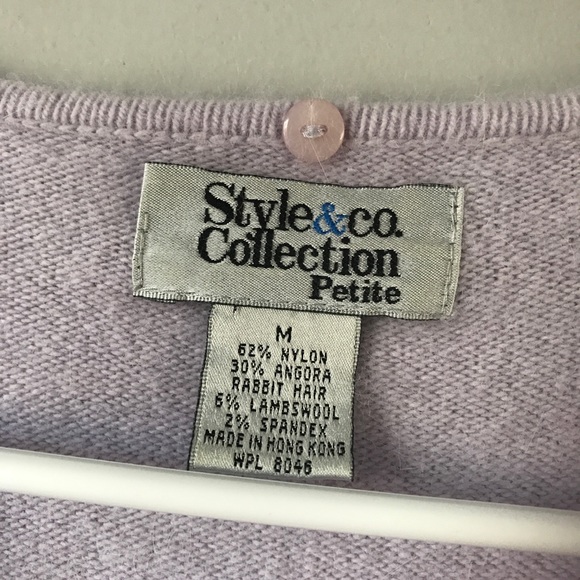 Style&co.
Collection
Petite
M
62% NYLON
30% ANGORA
RABBIT HAIR
6% LAMBSWOOL
2% SPANDEX
MADE IN HONG KONG
WPL 8046